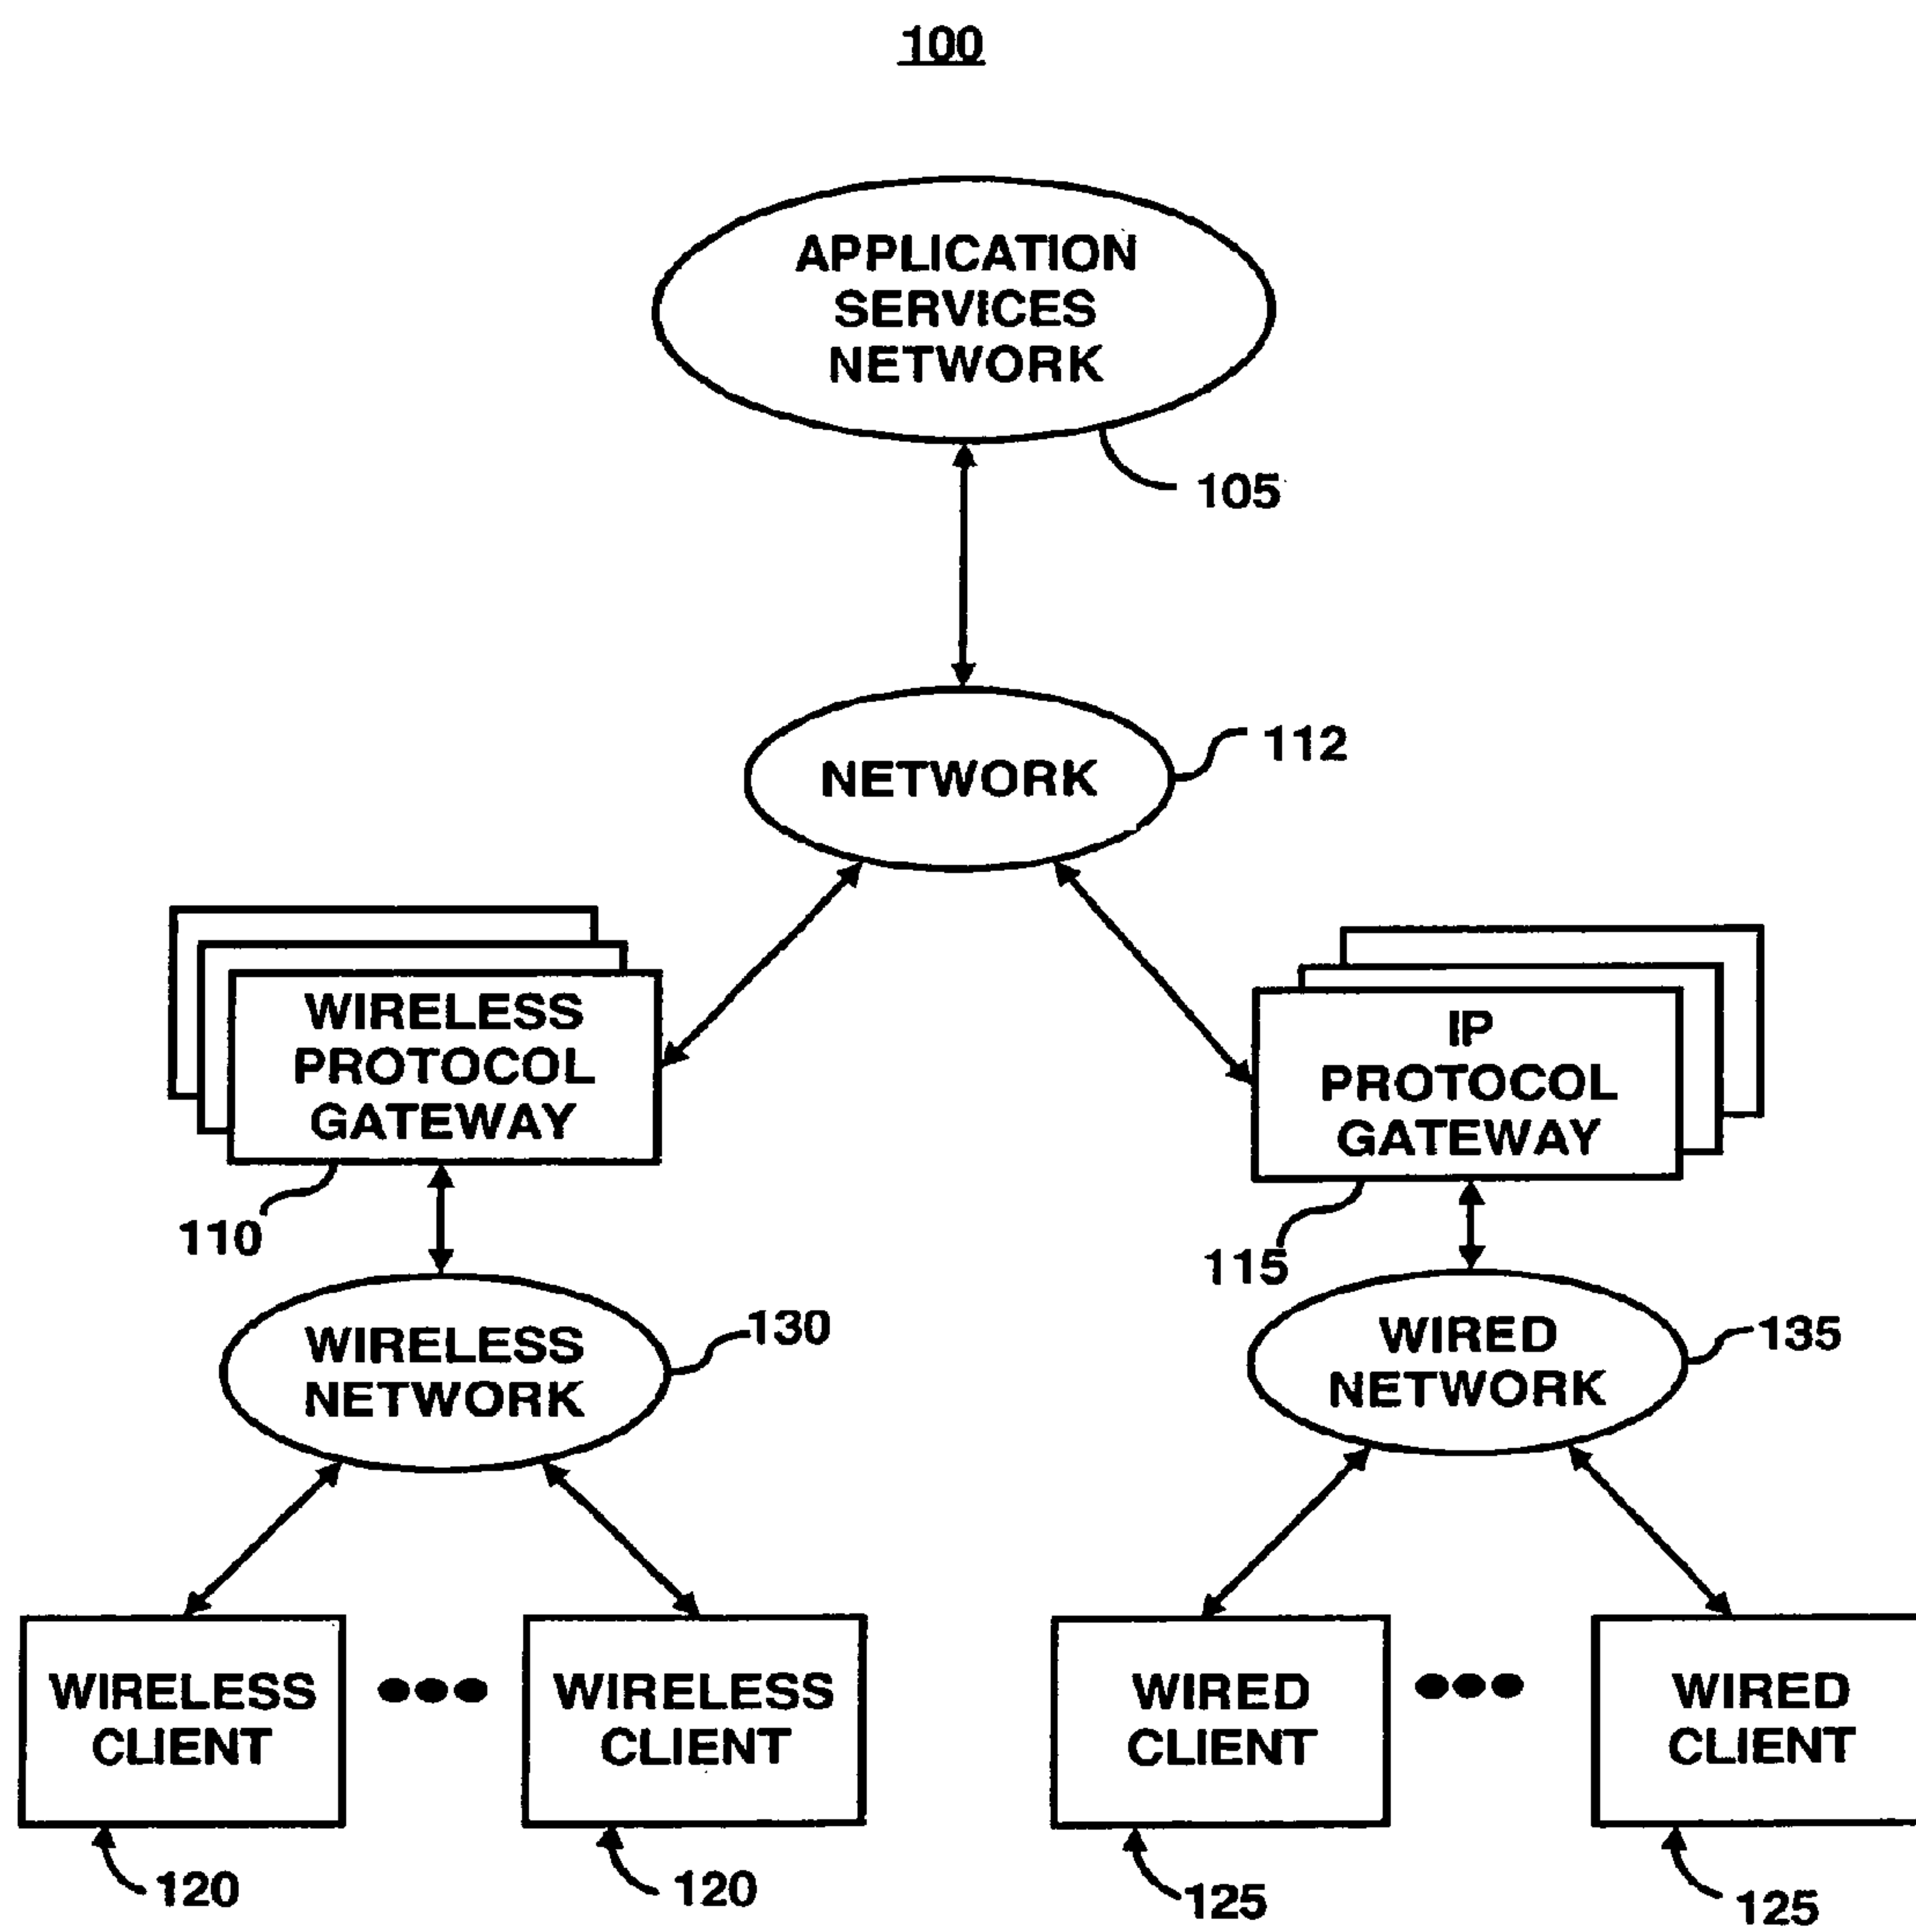 100
APPLICATION
SERVICES
NETWORK
105
NETWORK
112
WIRELESS
PROTOCOL
GATEWAY
110
IP
PROTOCOL
GATEWAY
115
WIRELESS
NETWORK
130
WIRED
NETWORK
135
WIRELESS
CLIENT
WIRELESS
CLIENT
WIRED
CLIENT
WIRED
CLIENT
120
120
125
125